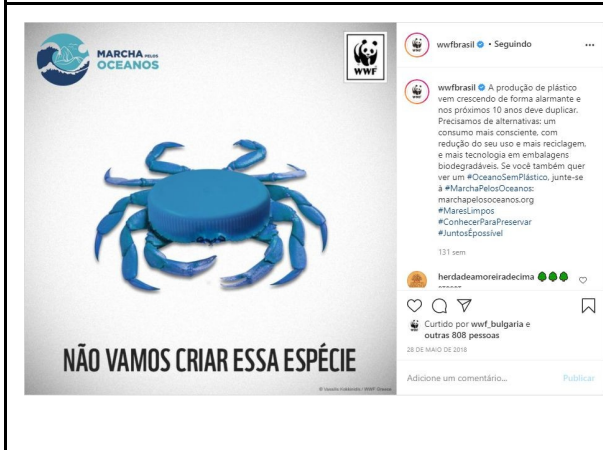 MARCHA PELOS
OCEANOS
WWF
NÃO VAMOS CRIAR ESSA ESPÉCIE
wwfbrasil • Seguindo
wwfbrasil A produção de plástico
vem crescendo de forma alarmante e
nos próximos 10 anos deve duplicar.
Precisamos de alternativas: um
consumo mais consciente, com
redução do seu uso e mais reciclagem,
e mais tecnologia em embalagens
biodegradáveis. Se você também quer
ver um #OceanoSemPlástico, junte-se
à #MarchaPelosOceanos:
marchapelosoceanos.org
#MaresLimpos
#ConhecerParaPreservar
#JuntosÉpossível
131 sem
herdadeamoreiradecima
Curtido por wwf_bulgaria e
outras 808 pessoas
28 DE MAIO DE 2018
Adicione um comentário... Publicar